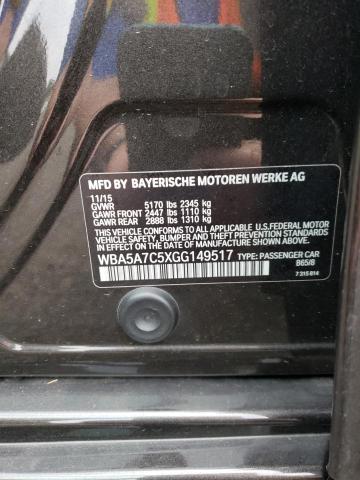 MFD BY BAYERISCHE MOTOREN WERKE AG
11/15
GVWR 5170 lbs 2345 kg
GAWR FRONT 2447 lbs 1110 kg
GAWR REAR 2888 lbs 1310 kg
THIS VEHICLE CONFORMS TO ALL APPLICABLE U.S.FEDERAL MOTOR
VEHICLE SAFETY, BUMPER, AND THEFT PREVENTION STANDARDS
IN EFFECT ON THE DATE OF MANUFACTURE SHOWN ABOVE.
WBA5A7C5XGG149517 TYPE: PASSENGER CAR
B65/8
7 315 814